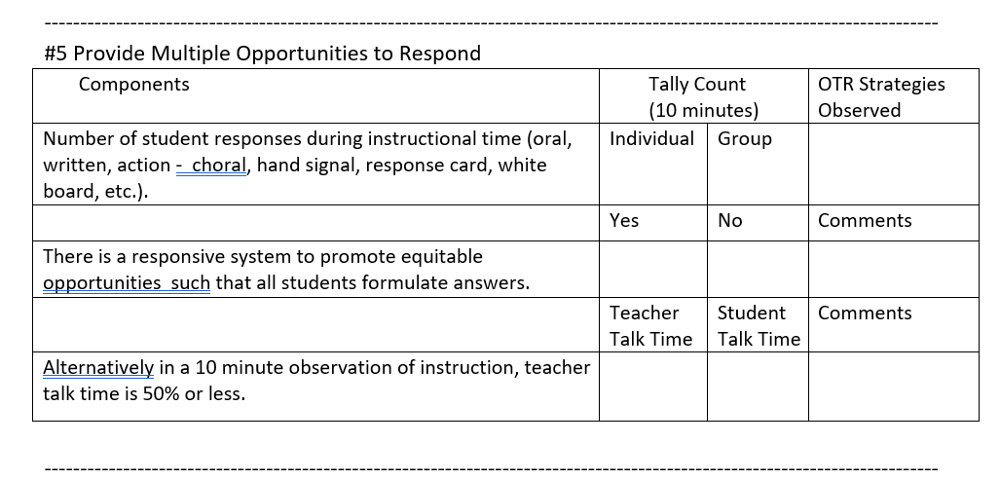 --------------------------------------------------------------------------------------------------------------------------------
#5 Provide Multiple Opportunities to Respond
Components
Tally Count
(10 minutes)
OTR Strategies
Observed
Number of student responses during instructional time (oral,
written, action -  choral, hand signal, response card, white
board, etc.).
Individual
Group
Yes
No
Comments
There is a responsive system to promote equitable
opportunities  such that all students formulate answers.
Teacher
Talk Time
Student
Talk Time
Comments
Alternatively in a 10 minute observation of instruction, teacher
talk time is 50% or less.
--------------------------------------------------------------------------------------------------------------------------------